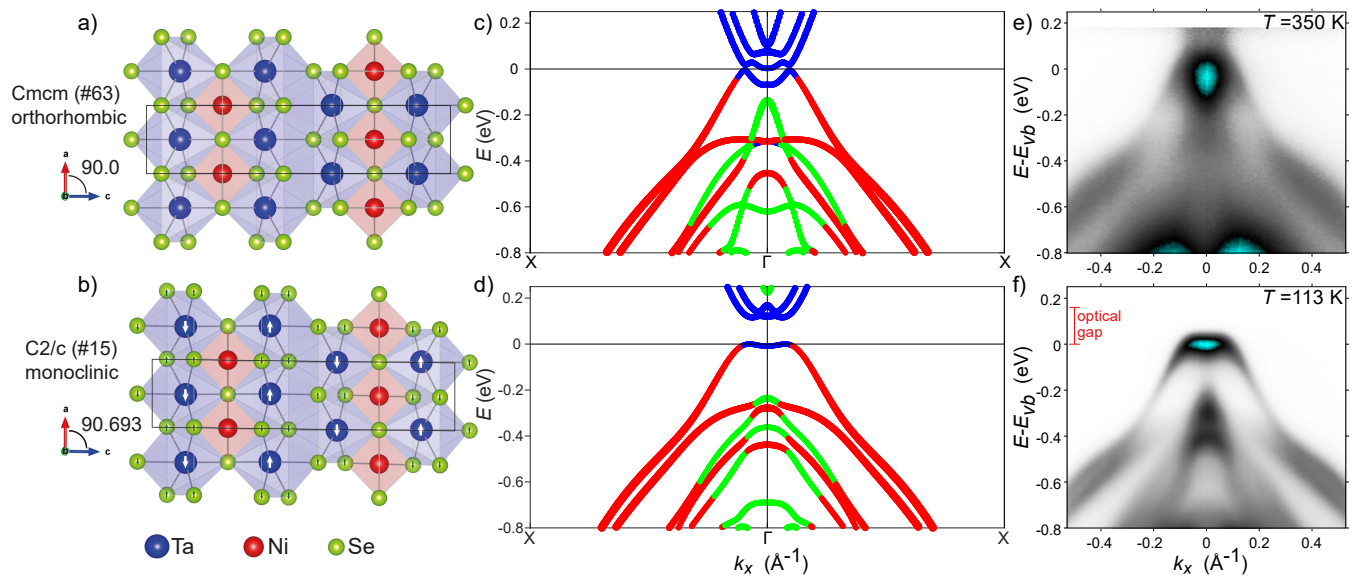 a)
Cmcm (#63)
orthorhombic
a
90.0
b
c
b)
C2/c (#15)
monoclinic
a
90.693
b
c
Ta
Ni
Se
c)
0.2
0
-0.2
-0.4
-0.6
-0.8
E (eV)
X
Γ
X
d)
0.2
0
-0.2
-0.4
-0.6
-0.8
E (eV)
X
Γ
X
kₓ (Å⁻¹)
e)
T =350 K
0.2
0
-0.2
-0.4
-0.6
-0.8
E-Evb (eV)
-0.4
-0.2
0
0.2
0.4
f)
T =113 K
optical
gap
0.2
0
-0.2
-0.4
-0.6
-0.8
E-Evb (eV)
-0.4
-0.2
0
0.2
0.4
kₓ (Å⁻¹)